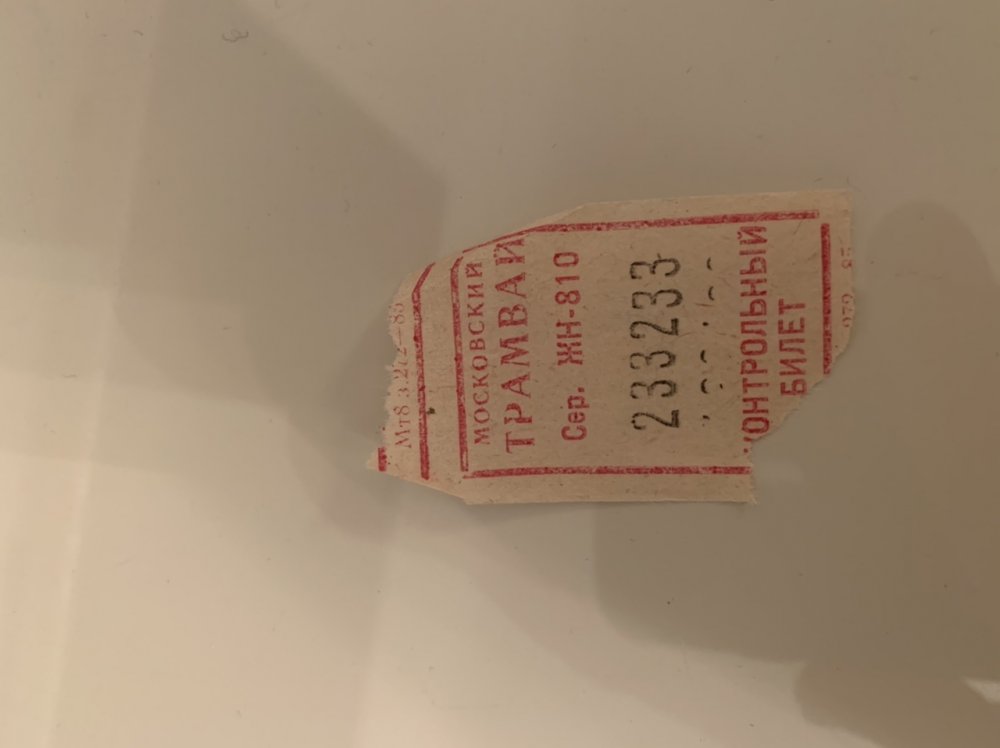 МОСКОВСКИЙ
ТРАМВАЙ
Сер. ЖН-810
233233
КОНТРОЛЬНЫЙ
БИЛЕТ